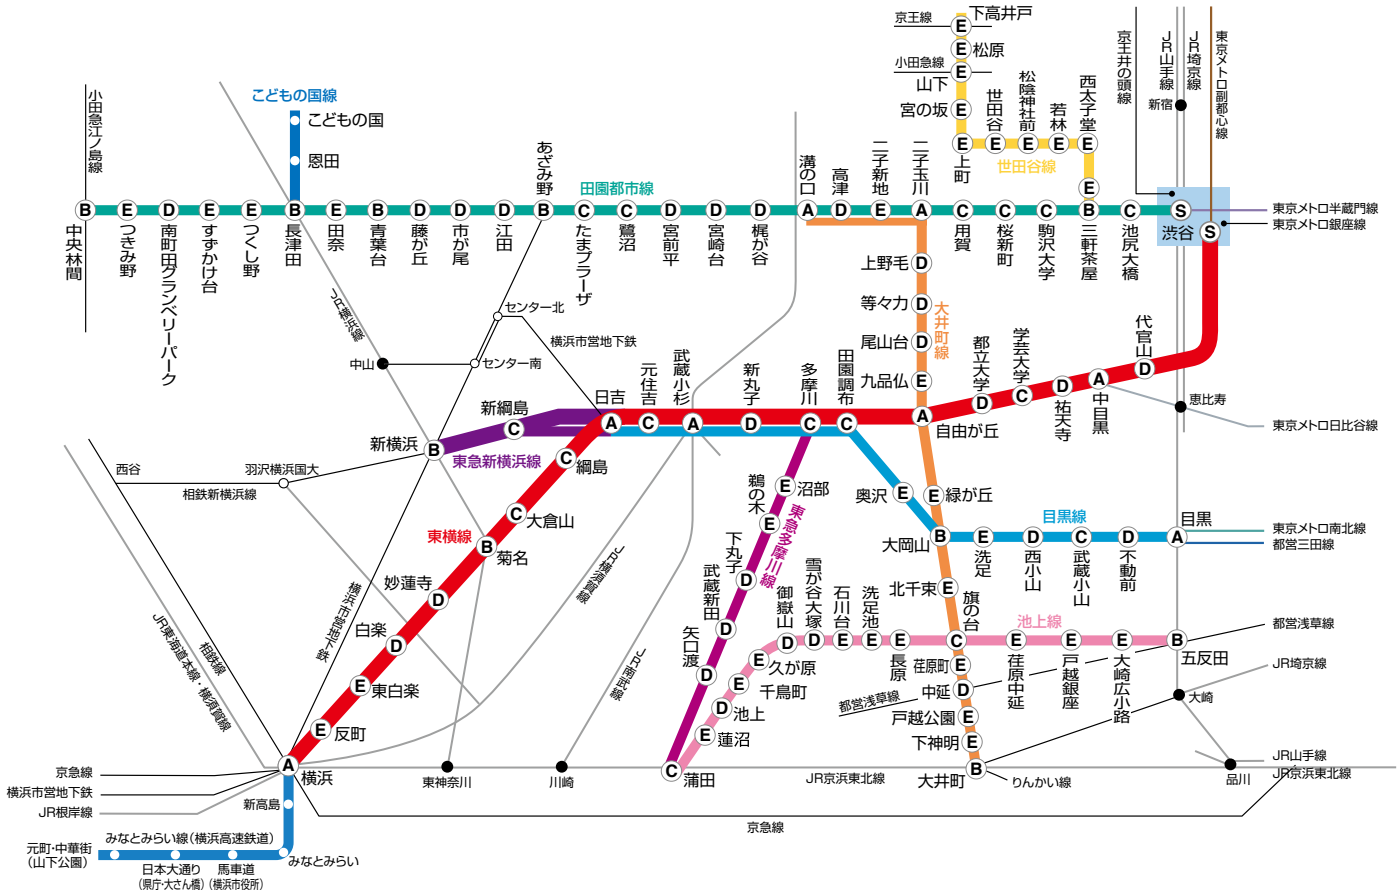 京王線
下高井戸
E
E
松原
小田急線
E
山下
宮の坂
E
E
上町
世田谷
E
松陰神社前
E
若林
E
西太子堂
E
世田谷線
E
京王井の頭線
JR山手線
JR埼京線
東京メトロ副都心線
新宿
小田急江ノ島線
こどもの国線
こどもの国
恩田
田園都市線
B
中央林間
E
つきみ野
D
南町田グランベリーパーク
E
すずかけ台
E
つくし野
B
長津田
E
田奈
B
青葉台
D
藤が丘
D
市が尾
D
江田
あざみ野
B
C
たまプラーザ
C
鷺沼
D
宮前平
D
宮崎台
D
梶が谷
溝の口
A
高津
D
二子新地
E
二子玉川
A
C
用賀
C
桜新町
C
駒沢大学
B
三軒茶屋
C
池尻大橋
S
渋谷
S
東京メトロ半蔵門線
東京メトロ銀座線
上野毛
D
等々力
D
大井町線
尾山台
D
九品仏
E
JR横浜線
センター北
横浜市営地下鉄
中山
センター南
新横浜
B
新綱島
C
東急新横浜線
日吉
A
元住吉
C
武蔵小杉
A
新丸子
D
多摩川
C
田園調布
C
A
自由が丘
都立大学
D
学芸大学
C
D
祐天寺
A
中目黒
代官山
D
恵比寿
東京メトロ日比谷線
西谷
羽沢横浜国大
相鉄新横浜線
C
綱島
C
大倉山
東横線
B
菊名
妙蓮寺
D
白楽
D
E
東白楽
E
反町
A
横浜
横浜市営地下鉄
相鉄線
JR東海道本線・横須賀線
JR横須賀線
JR南武線
E
沼部
鵜の木
E
東急多摩川線
下丸子
D
武蔵新田
D
矢口渡
D
C
蒲田
奥沢
E
E
緑が丘
大岡山
B
目黒線
E
洗足
D
西小山
C
武蔵小山
D
不動前
目黒
A
東京メトロ南北線
都営三田線
北千束
E
旗の台
C
池上線
御嶽山
D
雪が谷大塚
D
石川台
E
洗足池
E
E
長原
E
荏原中延
E
戸越銀座
E
大崎広小路
B
五反田
都営浅草線
E
久が原
E
千鳥町
D
池上
E
蓮沼
荏原町
E
中延
D
都営浅草線
戸越公園
E
下神明
E
大井町
B
りんかい線
JR埼京線
大崎
品川
JR山手線
JR京浜東北線
東神奈川
川崎
JR京浜東北線
京急線
京急線
横浜市営地下鉄
JR根岸線
新高島
みなとみらい線(横浜高速鉄道)
元町・中華街
(山下公園)
日本大通り
(県庁・大さん橋)
馬車道
(横浜市役所)
みなとみらい